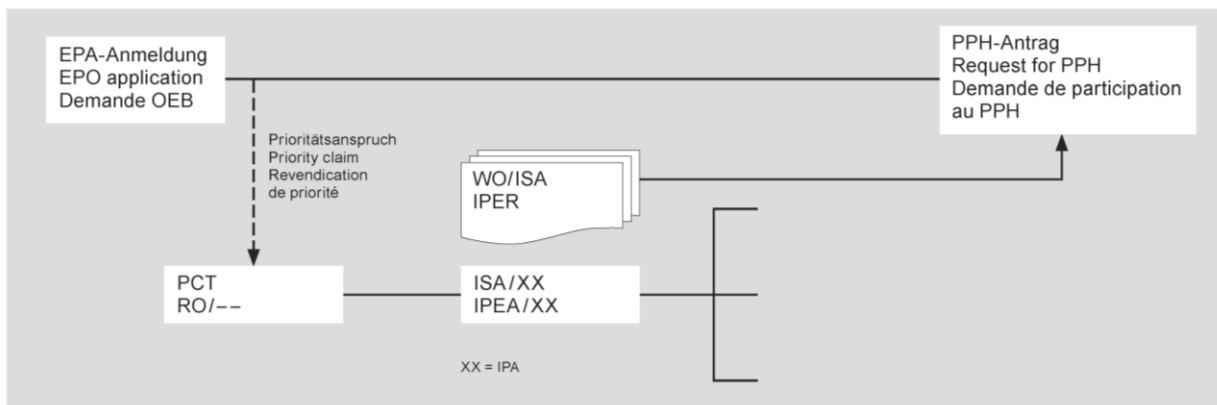 EPA-Anmeldung
EPO application
Demande OEB
PPH-Antrag
Request for PPH
Demande de participation
au PPH
Prioritätsanspruch
Priority claim
Revendication
de priorité
WO/ISA
IPER
PCT
RO/––
ISA/XX
IPEA/XX
XX = IPA